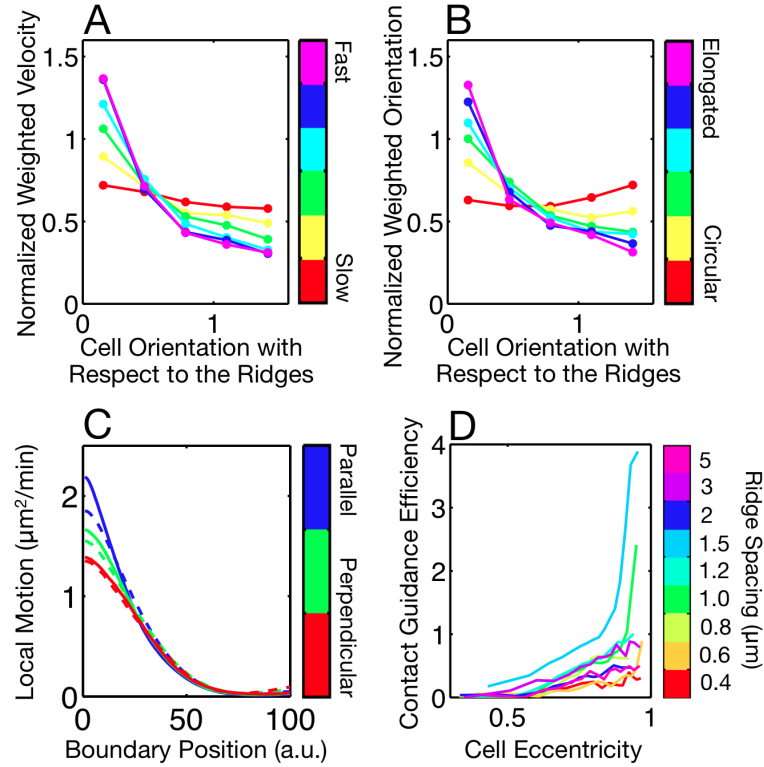 A
Normalized Weighted Velocity
1.5
1
0.5
0
0
1
Cell Orientation with
Respect to the Ridges
Fast
Slow
B
Normalized Weighted Orientation
1.5
1
0.5
0
0
1
Cell Orientation with
Respect to the Ridges
Elongated
Circular
C
Local Motion (μm²/min)
2
1
0
0
50
100
Boundary Position (a.u.)
Parallel
Perpendicular
D
Contact Guidance Efficiency
4
3
2
1
0
0.5
1
Cell Eccentricity
5
3
2
1.5
1.2
1.0
0.8
0.6
0.4
Ridge Spacing (μm)